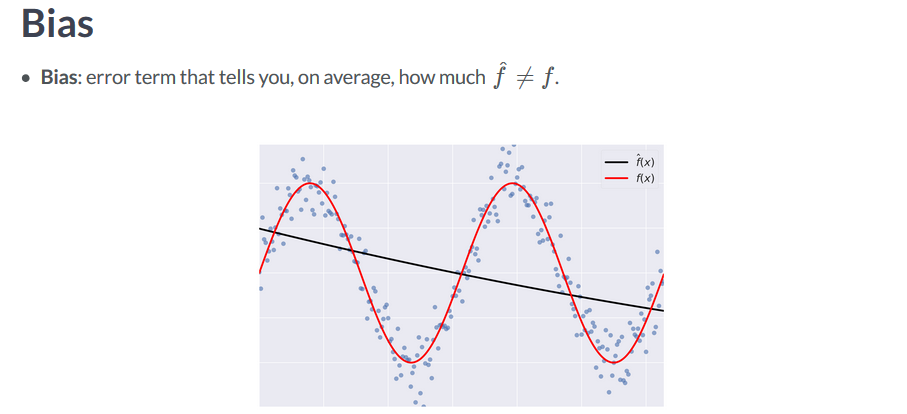 Bias
• Bias: error term that tells you, on average, how much f̂ ≠ f.
f̂(x)
f(x)